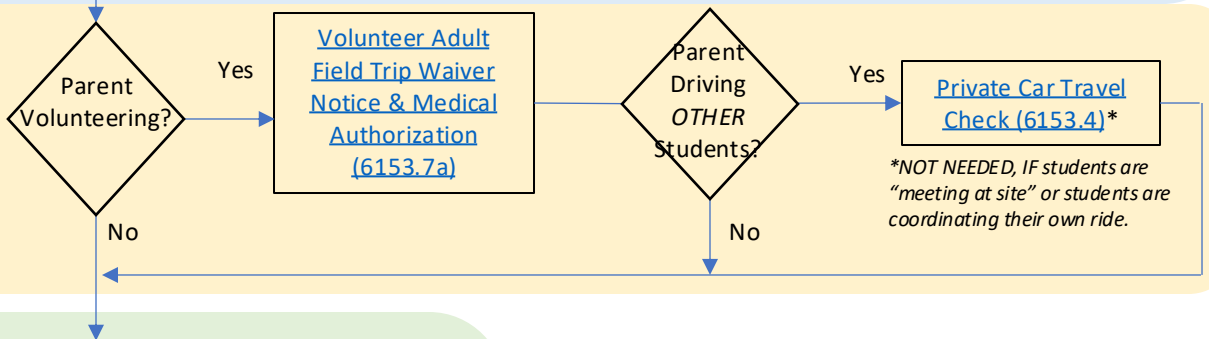 Parent
Volunteering?
Yes
Volunteer Adult
Field Trip Waiver
Notice & Medical
Authorization
(6153.7a)
Parent
Driving
OTHER
Students?
Yes
Private Car Travel
Check (6153.4)*
*NOT NEEDED, IF students are
“meeting at site” or students are
coordinating their own ride.
No
No